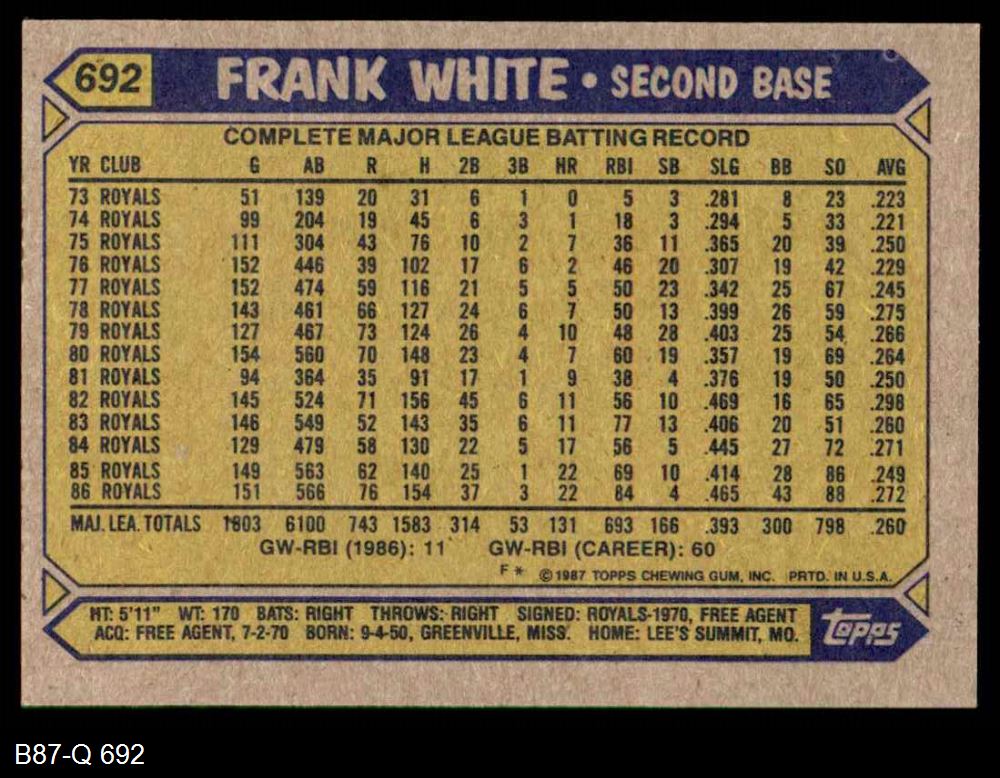 692 FRANK WHITE • SECOND BASE
COMPLETE MAJOR LEAGUE BATTING RECORD
YR CLUB G AB R H 2B 3B HR RBI SB SLG BB SO AVG
73 ROYALS 51 139 20 31 6 1 0 5 3 .281 8 23 .223
74 ROYALS 99 204 19 45 6 3 1 18 3 .294 5 33 .221
75 ROYALS 111 304 43 76 10 2 7 36 11 .365 20 39 .250
76 ROYALS 152 446 39 102 17 6 2 46 20 .307 19 42 .229
77 ROYALS 152 474 59 116 21 5 5 50 23 .342 25 67 .245
78 ROYALS 143 461 66 127 24 6 7 50 13 .399 26 59 .275
79 ROYALS 127 467 73 124 26 4 10 48 28 .403 25 54 .266
80 ROYALS 154 560 70 148 23 4 7 60 19 .357 19 69 .264
81 ROYALS 94 364 35 91 17 1 9 38 4 .376 19 50 .250
82 ROYALS 145 524 71 156 45 6 11 56 10 .469 16 65 .298
83 ROYALS 146 549 52 143 35 6 11 77 13 .406 20 51 .260
84 ROYALS 129 479 58 130 22 5 17 56 5 .445 27 72 .271
85 ROYALS 149 563 62 140 25 1 22 69 10 .414 28 86 .249
86 ROYALS 151 566 76 154 37 3 22 84 4 .465 43 88 .272
MAJ. LEA. TOTALS 1803 6100 743 1583 314 53 131 693 166 .393 300 798 .260
GW-RBI (1986): 11 GW-RBI (CAREER): 60
F * ©1987 TOPPS CHEWING GUM, INC. PRTD. IN U.S.A.
HT: 5'11" WT: 170 BATS: RIGHT THROWS: RIGHT SIGNED: ROYALS-1970, FREE AGENT
ACQ: FREE AGENT, 7-2-70 BORN: 9-4-50, GREENVILLE, MISS. HOME: LEE'S SUMMIT, MO.
Topps
B87-Q 692